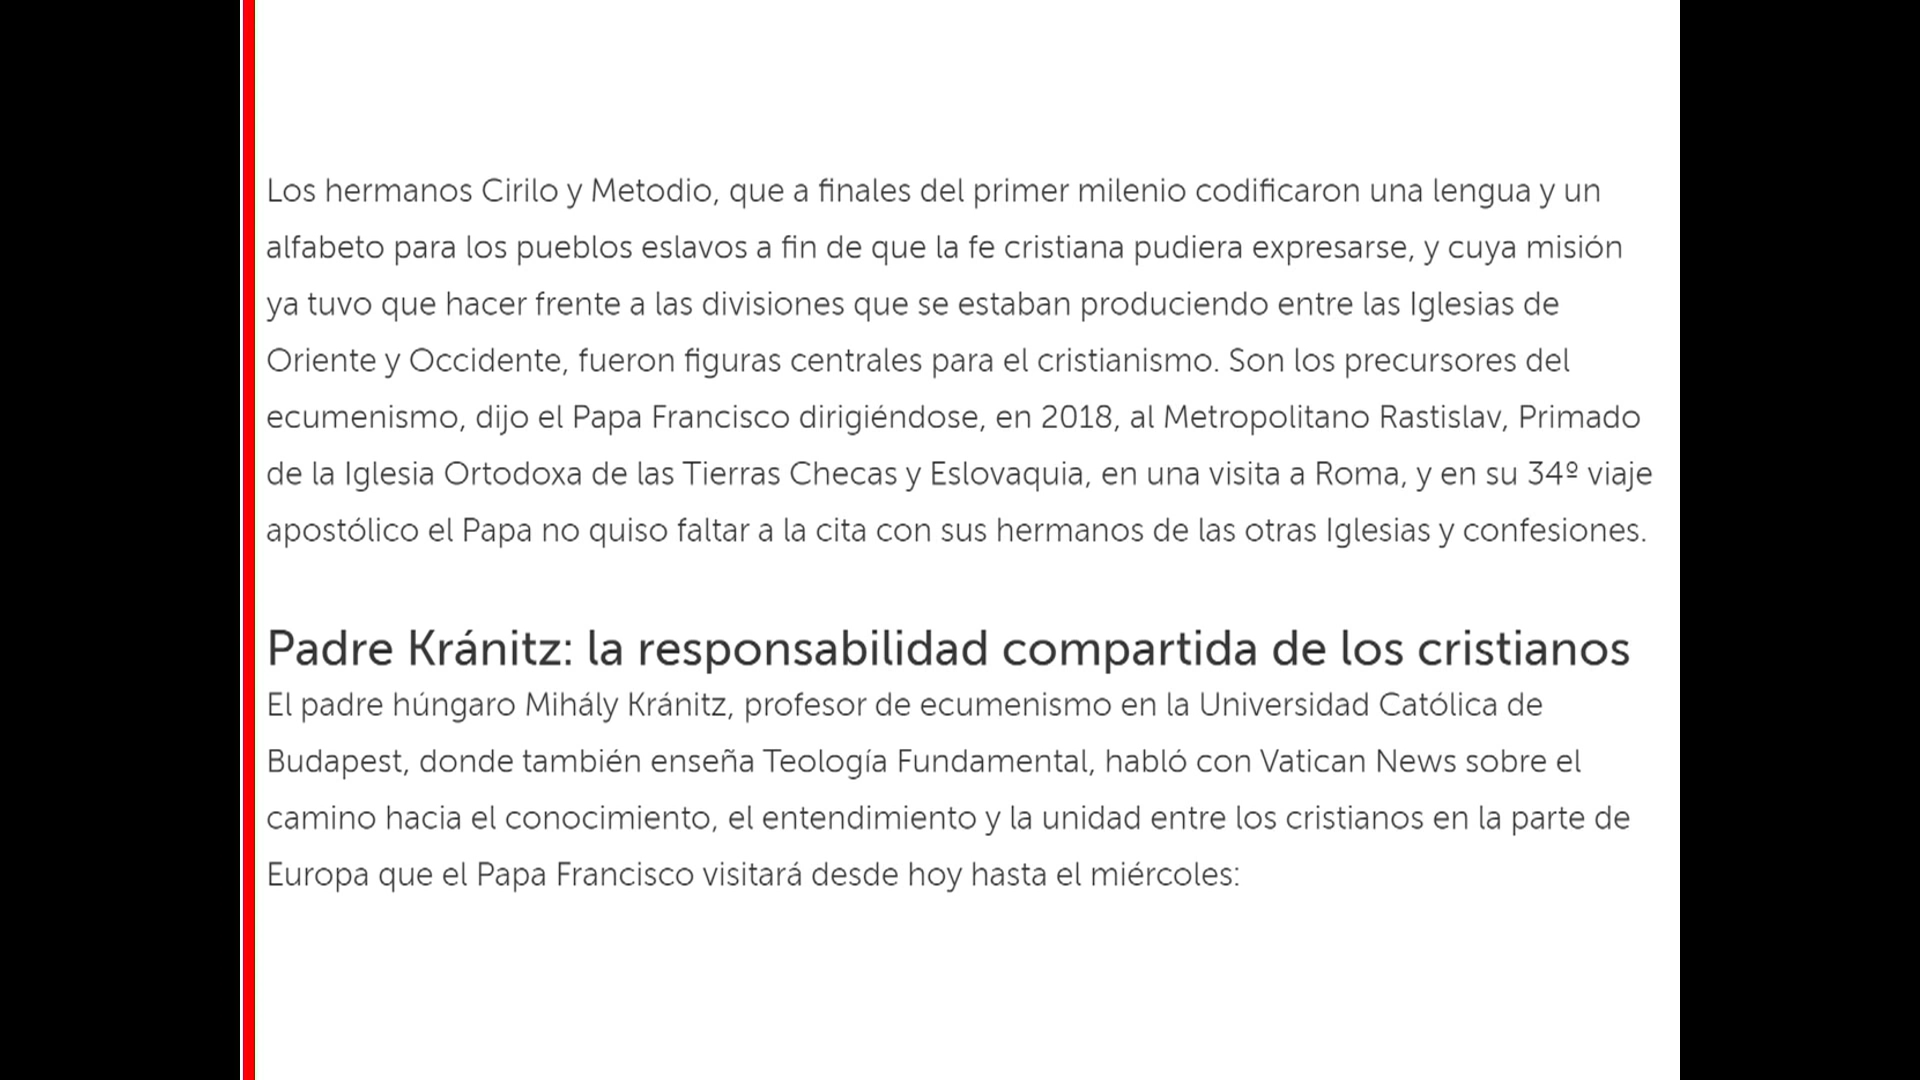 Los hermanos Cirilo y Metodio, que a finales del primer milenio codificaron una lengua y un
alfabeto para los pueblos eslavos a fin de que la fe cristiana pudiera expresarse, y cuya misión
ya tuvo que hacer frente a las divisiones que se estaban produciendo entre las Iglesias de
Oriente y Occidente, fueron figuras centrales para el cristianismo. Son los precursores del
ecumenismo, dijo el Papa Francisco dirigiéndose, en 2018, al Metropolitano Rastislav, Primado
de la Iglesia Ortodoxa de las Tierras Checas y Eslovaquia, en una visita a Roma, y en su 34º viaje
apostólico el Papa no quiso faltar a la cita con sus hermanos de las otras Iglesias y confesiones.
Padre Kránitz: la responsabilidad compartida de los cristianos
El padre húngaro Mihály Kránitz, profesor de ecumenismo en la Universidad Católica de
Budapest, donde también enseña Teología Fundamental, habló con Vatican News sobre el
camino hacia el conocimiento, el entendimiento y la unidad entre los cristianos en la parte de
Europa que el Papa Francisco visitará desde hoy hasta el miércoles: